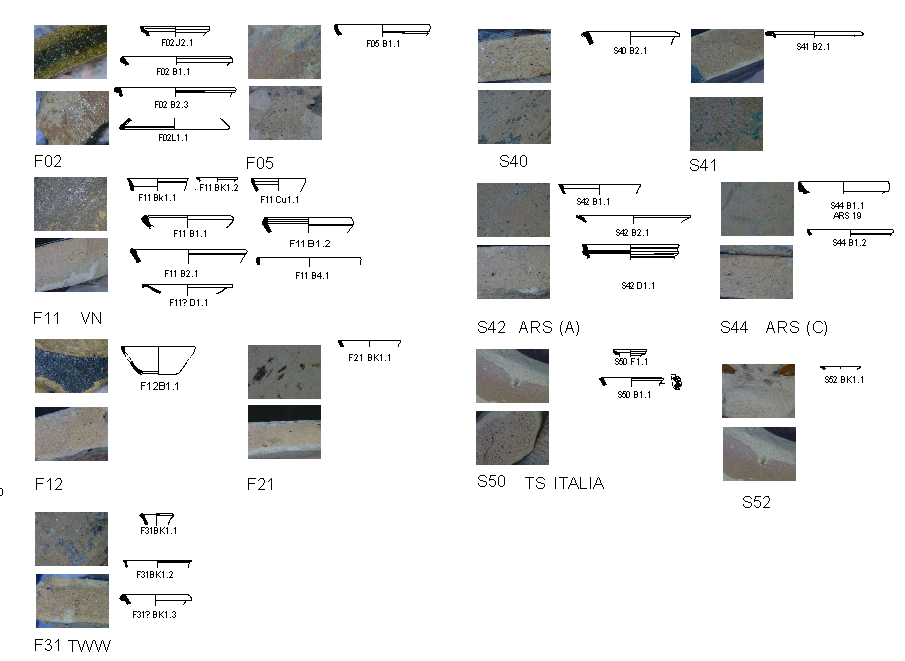 F02J2.1
F02 B1.1
F02 B2.3
F02L1.1
F02
F05 B1.1
F05
F11 Bk1.1
F11 BK1.2
F11 Cu1.1
F11 B1.1
F11 B1.2
F11 B2.1
F11 B4.1
F11? D1.1
F11 VN
F12B1.1
F12
F21 BK1.1
F21
F31BK1.1
F31BK1.2
F31? BK1.3
F31 TWW
S40 B2.1
S40
S41 B2.1
S41
S42 B1.1
S42 B2.1
S42 D1.1
S42 ARS (A)
S44 B1.1
ARS 19
S44 B1.2
S44 ARS (C)
S50 F1.1
S50 B1.1
S50 TS ITALIA
S52 BK1.1
S52